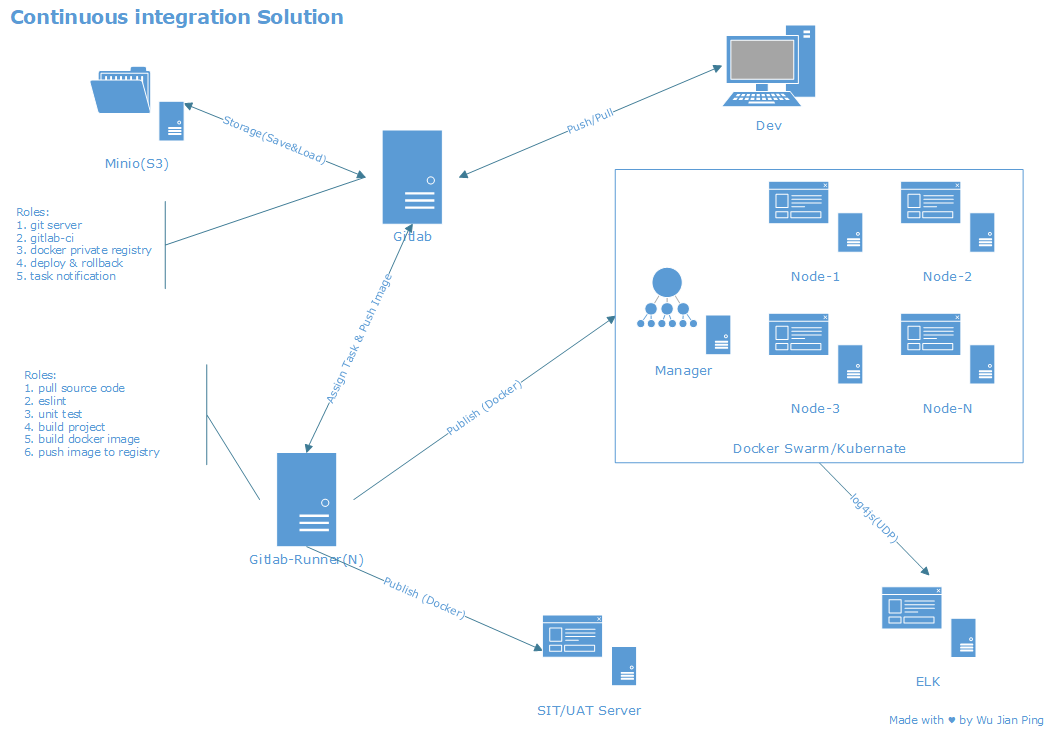 Continuous integration Solution
Dev
Push/Pull
Storage(Save&Load)
Minio(S3)
Gitlab
Roles:
1. git server
2. gitlab-ci
3. docker private registry
4. deploy & rollback
5. task notification
Node-1
Node-2
Assign Task & Push Image
Manager
Node-3
Node-N
Docker Swarm/Kubernate
Roles:
1. pull source code
2. eslint
3. unit test
4. build project
5. build docker image
6. push image to registry
Publish (Docker)
log4js(UDP)
Gitlab-Runner(N)
Publish (Docker)
SIT/UAT Server
ELK
Made with ♥ by Wu Jian Ping